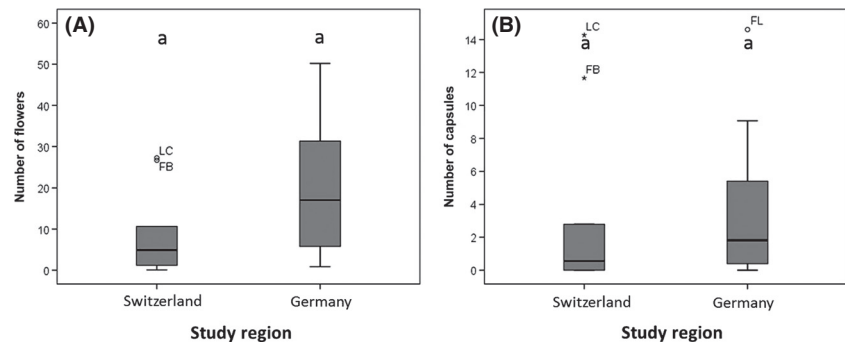 (A)
a
a
Number of flowers
60
50
40
30
20
10
0
LC
FB
Switzerland
Germany
Study region
(B)
LC
a
FB
FL
a
Number of capsules
14
12
10
8
6
4
2
0
Switzerland
Germany
Study region